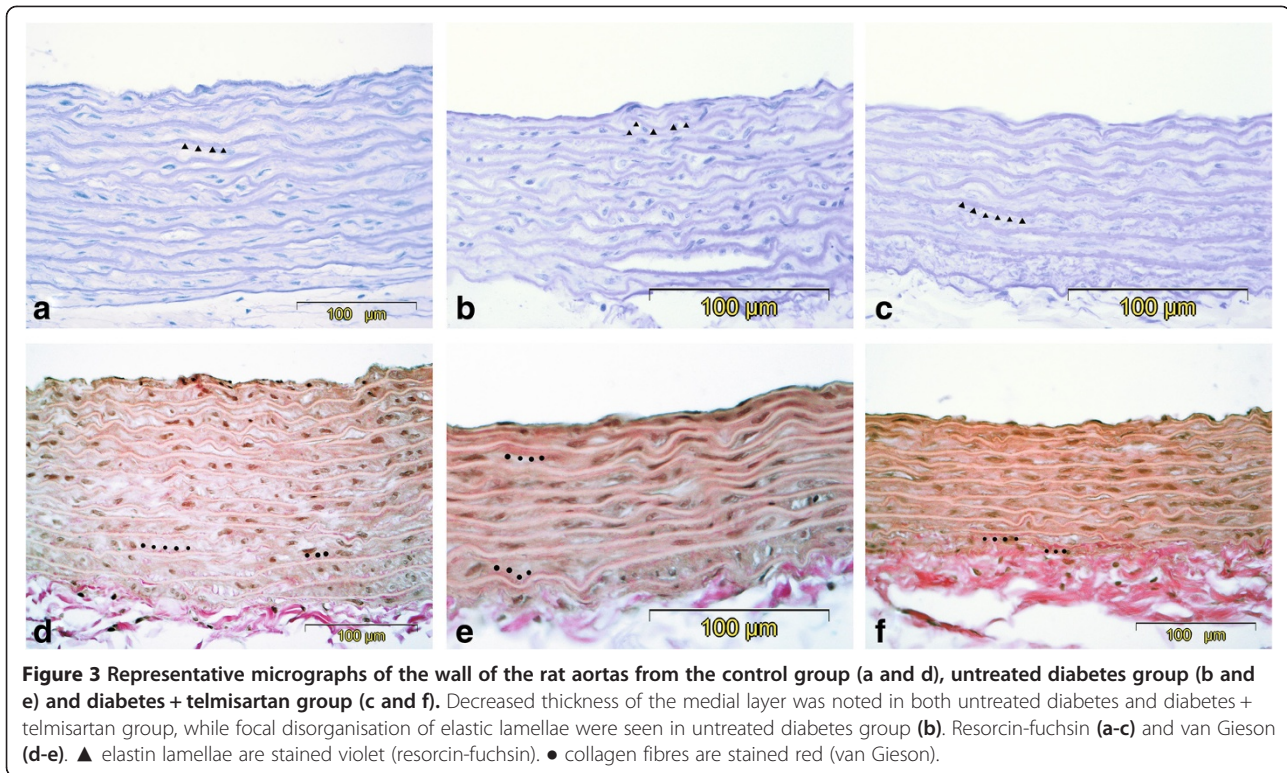 100 µm
a
100 µm
b
100 µm
c
100 µm
d
100 µm
e
100 µm
f
Figure 3 Representative micrographs of the wall of the rat aortas from the control group (a and d), untreated diabetes group (b and
e) and diabetes + telmisartan group (c and f). Decreased thickness of the medial layer was noted in both untreated diabetes and diabetes +
telmisartan group, while focal disorganisation of elastic lamellae were seen in untreated diabetes group (b). Resorcin-fuchsin (a-c) and van Gieson
(d-e). ▲ elastin lamellae are stained violet (resorcin-fuchsin). ● collagen fibres are stained red (van Gieson).